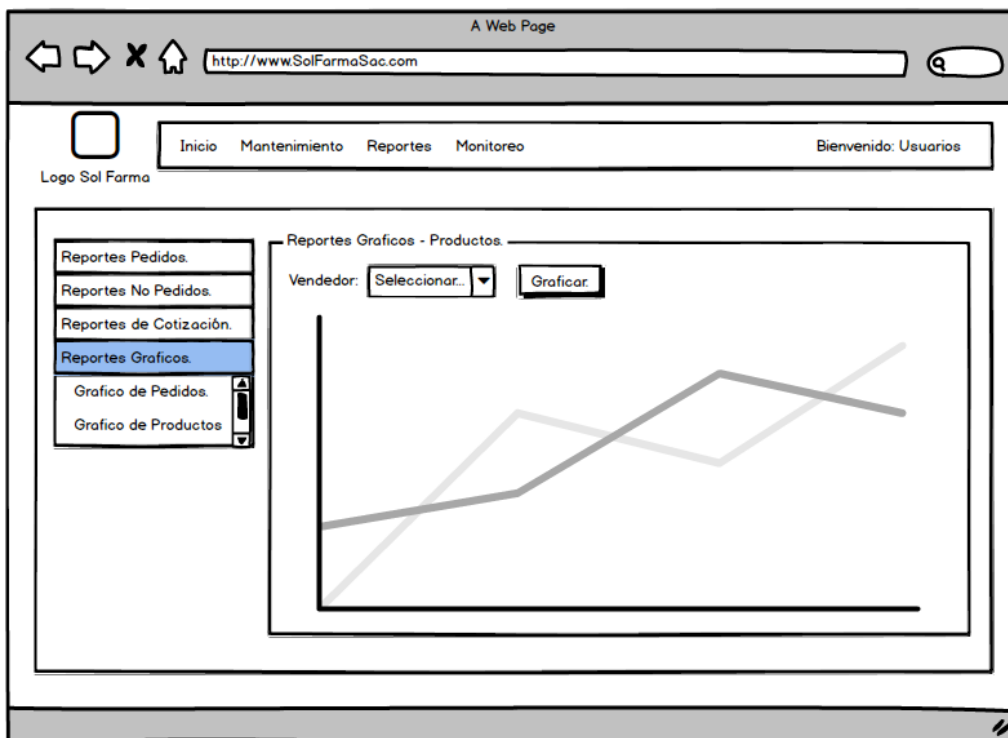 A Web Page
http://www.SolFarmaSac.com
Inicio Mantenimiento Reportes Monitoreo Bienvenido: Usuarios
Logo Sol Farma
Reportes Pedidos.
Reportes No Pedidos.
Reportes de Cotización.
Reportes Graficos.
Grafico de Pedidos.
Grafico de Productos
Reportes Graficos - Productos.
Vendedor: Seleccionar... Graficar.